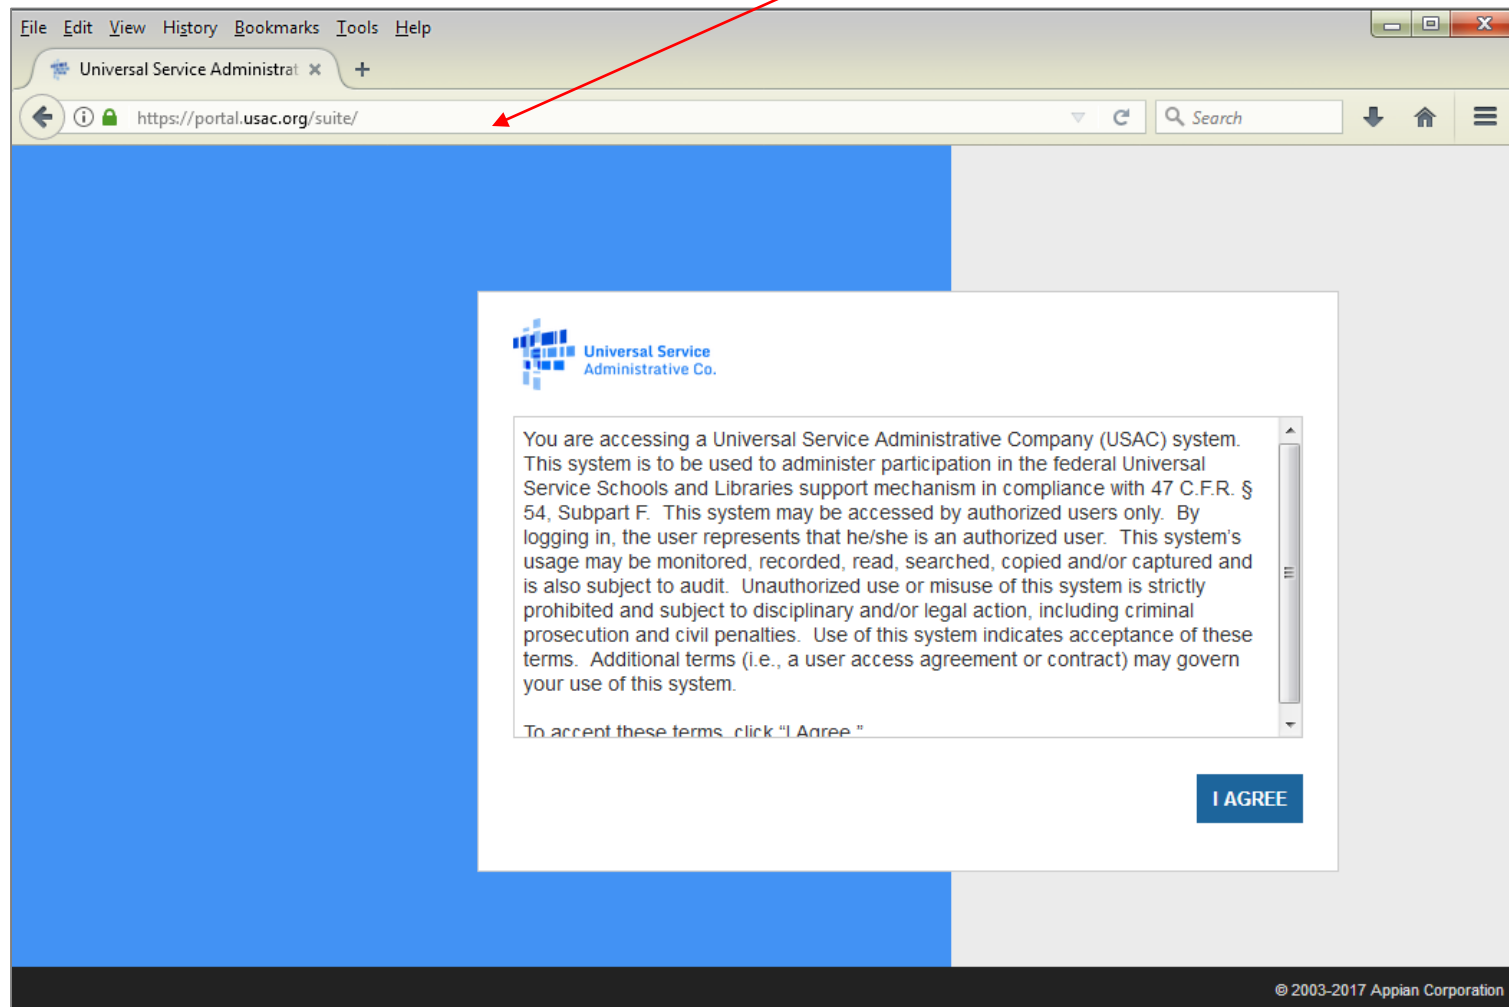 File Edit View History Bookmarks Tools Help
Universal Service Administrat
https://portal.usac.org/suite/
Search
Universal Service
Administrative Co.
You are accessing a Universal Service Administrative Company (USAC) system.
This system is to be used to administer participation in the federal Universal
Service Schools and Libraries support mechanism in compliance with 47 C.F.R. §
54, Subpart F.  This system may be accessed by authorized users only.  By
logging in, the user represents that he/she is an authorized user.  This system’s
usage may be monitored, recorded, read, searched, copied and/or captured and
is also subject to audit.  Unauthorized use or misuse of this system is strictly
prohibited and subject to disciplinary and/or legal action, including criminal
prosecution and civil penalties.  Use of this system indicates acceptance of these
terms.  Additional terms (i.e., a user access agreement or contract) may govern
your use of this system.
To accept these terms, click “I Agree.”
I AGREE
© 2003-2017 Appian Corporation